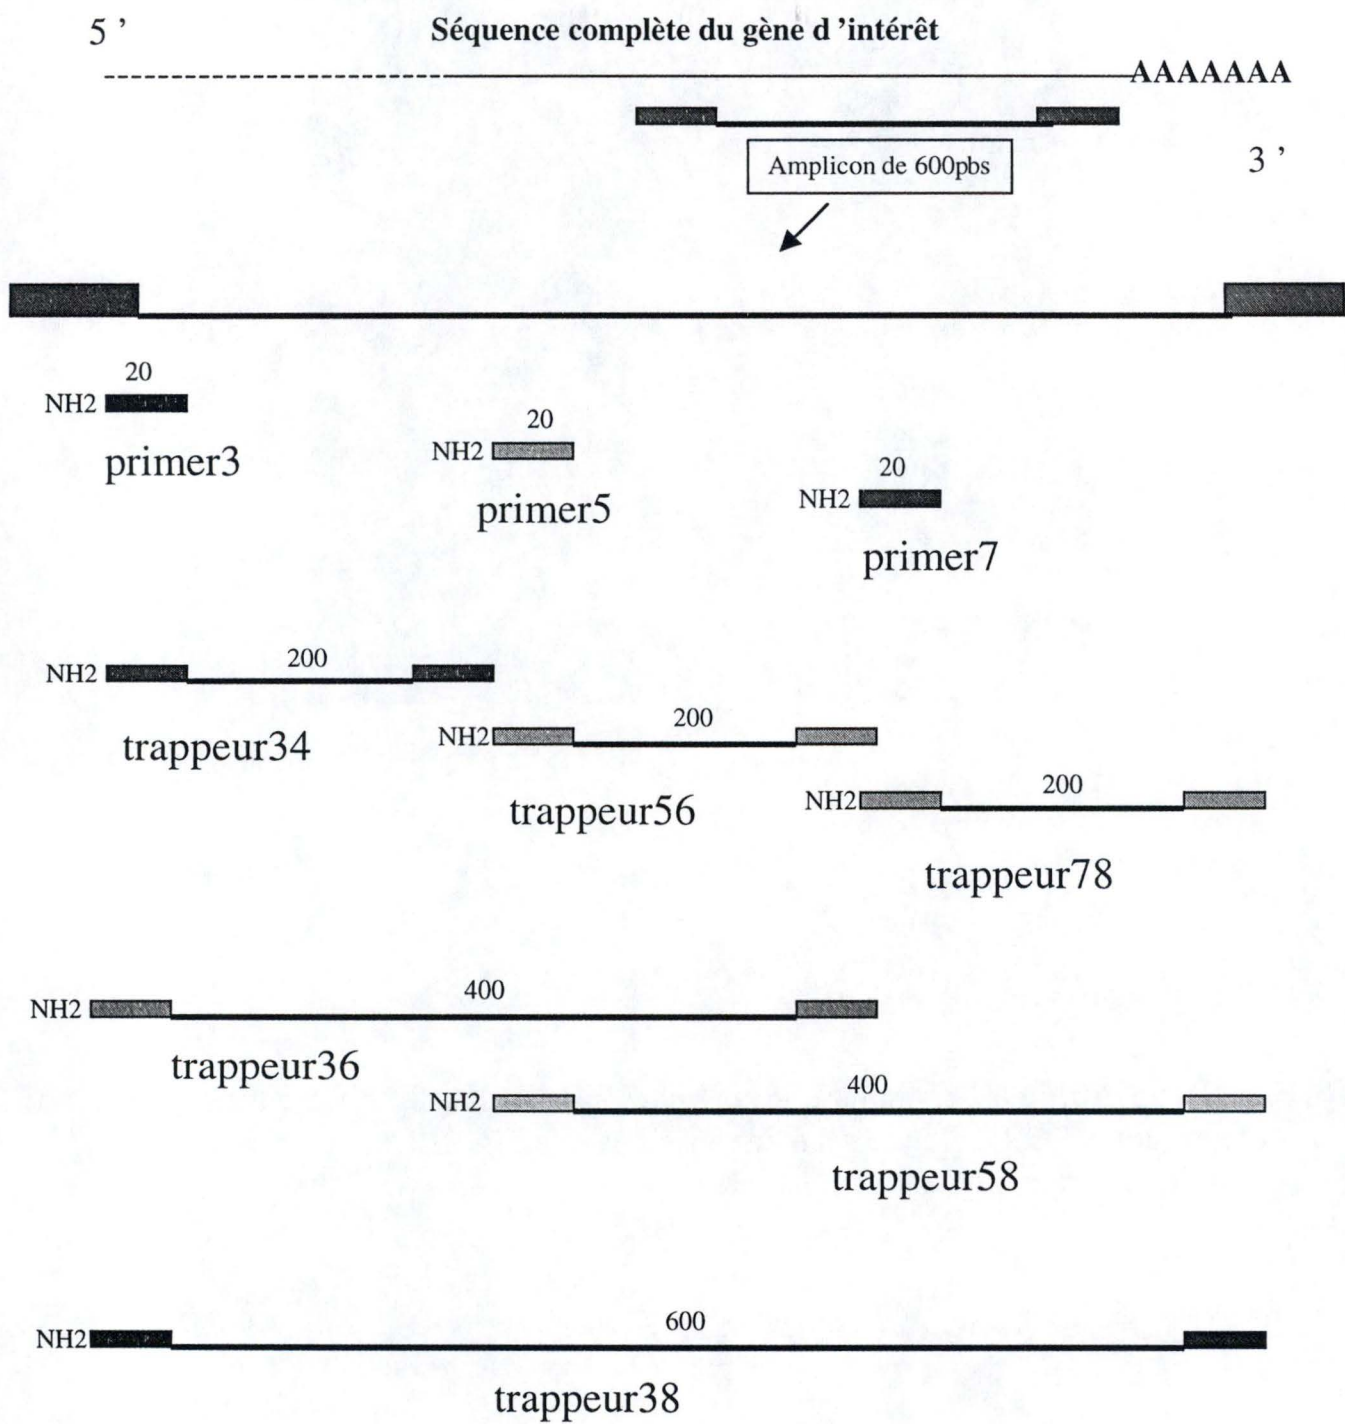 5 ’
Séquence complète du gène d ’intérêt
AAAAAAA
Amplicon de 600pbs
3 ’
20
NH2
primer3
20
NH2
primer5
20
NH2
primer7
NH2
200
trappeur34
NH2
200
trappeur56
NH2
200
trappeur78
NH2
400
trappeur36
NH2
400
trappeur58
NH2
600
trappeur38